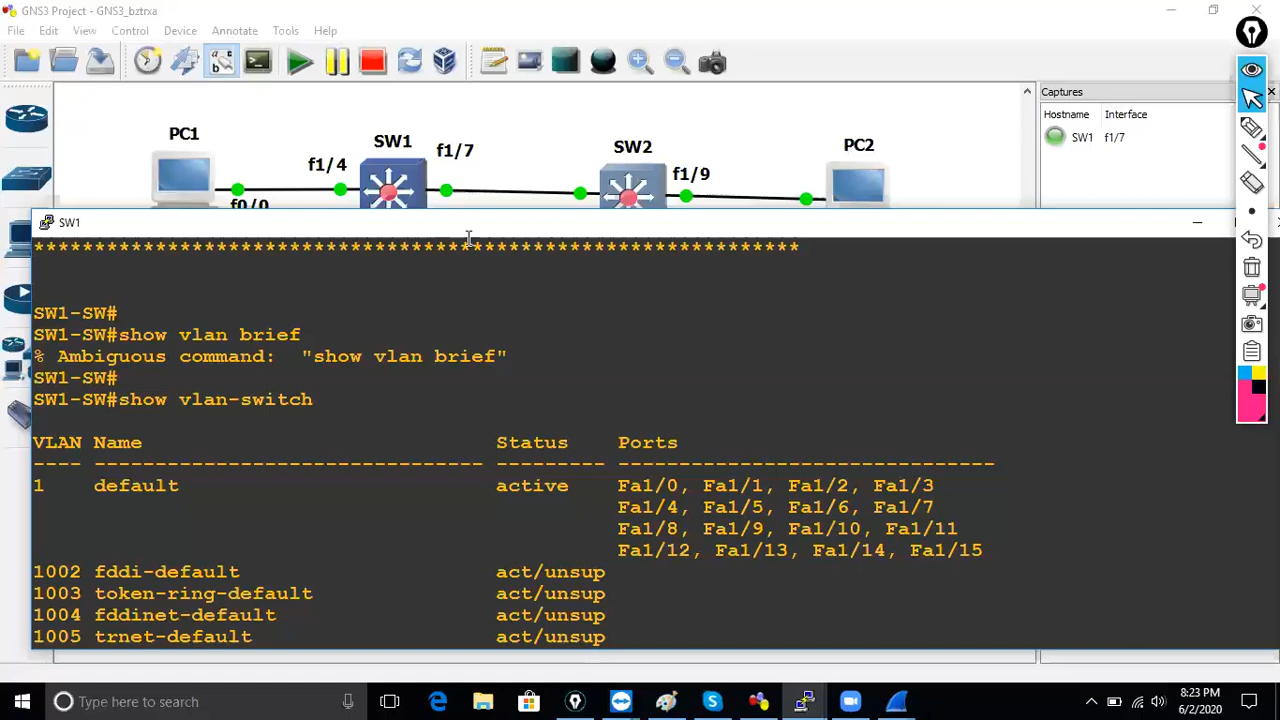 GNS3 Project - GNS3_bztrxa
File Edit View Control Device Annotate Tools Help
Captures
Hostname Interface
SW1 f1/7
PC1 SW1 f1/7 SW2 PC2
f1/4 f1/9
f0/0
SW1
*******************************************************************
SW1-SW#
SW1-SW#show vlan brief
% Ambiguous command:  "show vlan brief"
SW1-SW#
SW1-SW#show vlan-switch
VLAN Name Status Ports
---- -------------------------------- --------- -------------------------------
1 default active Fa1/0, Fa1/1, Fa1/2, Fa1/3
Fa1/4, Fa1/5, Fa1/6, Fa1/7
Fa1/8, Fa1/9, Fa1/10, Fa1/11
Fa1/12, Fa1/13, Fa1/14, Fa1/15
1002 fddi-default act/unsup
1003 token-ring-default act/unsup
1004 fddinet-default act/unsup
1005 trnet-default act/unsup
Type here to search
8:23 PM
6/2/2020